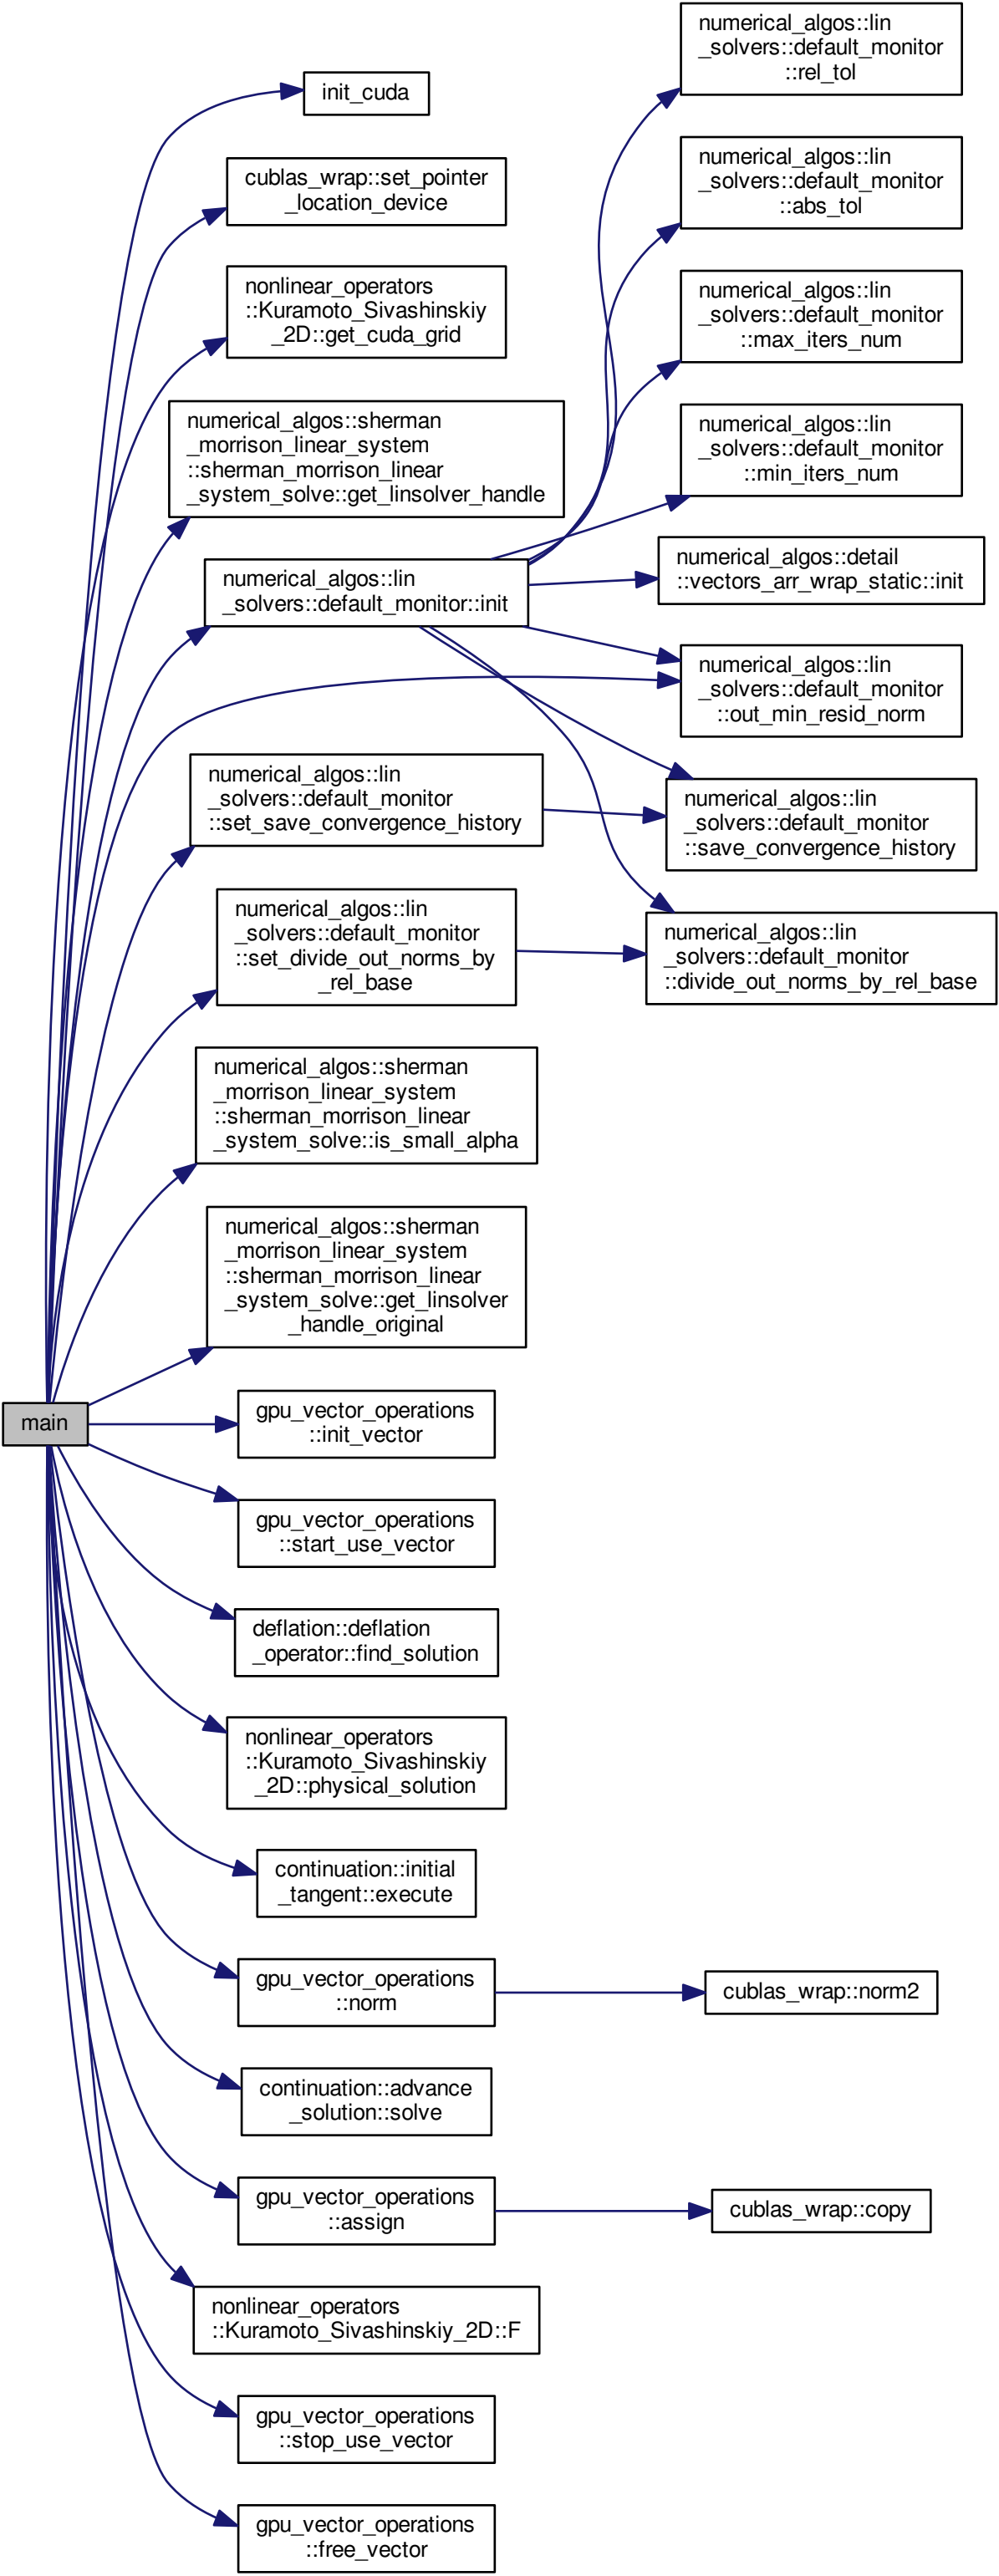 main
init_cuda
cublas_wrap::set_pointer
_location_device
nonlinear_operators
::Kuramoto_Sivashinskiy
_2D::get_cuda_grid
numerical_algos::sherman
_morrison_linear_system
::sherman_morrison_linear
_system_solve::get_linsolver_handle
numerical_algos::lin
_solvers::default_monitor::init
numerical_algos::lin
_solvers::default_monitor
::set_save_convergence_history
numerical_algos::lin
_solvers::default_monitor
::set_divide_out_norms_by
_rel_base
numerical_algos::sherman
_morrison_linear_system
::sherman_morrison_linear
_system_solve::is_small_alpha
numerical_algos::sherman
_morrison_linear_system
::sherman_morrison_linear
_system_solve::get_linsolver
_handle_original
gpu_vector_operations
::init_vector
gpu_vector_operations
::start_use_vector
deflation::deflation
_operator::find_solution
nonlinear_operators
::Kuramoto_Sivashinskiy
_2D::physical_solution
continuation::initial
_tangent::execute
gpu_vector_operations
::norm
continuation::advance
_solution::solve
gpu_vector_operations
::assign
nonlinear_operators
::Kuramoto_Sivashinskiy_2D::F
gpu_vector_operations
::stop_use_vector
gpu_vector_operations
::free_vector
numerical_algos::lin
_solvers::default_monitor
::rel_tol
numerical_algos::lin
_solvers::default_monitor
::abs_tol
numerical_algos::lin
_solvers::default_monitor
::max_iters_num
numerical_algos::lin
_solvers::default_monitor
::min_iters_num
numerical_algos::detail
::vectors_arr_wrap_static::init
numerical_algos::lin
_solvers::default_monitor
::out_min_resid_norm
numerical_algos::lin
_solvers::default_monitor
::save_convergence_history
numerical_algos::lin
_solvers::default_monitor
::divide_out_norms_by_rel_base
cublas_wrap::norm2
cublas_wrap::copy